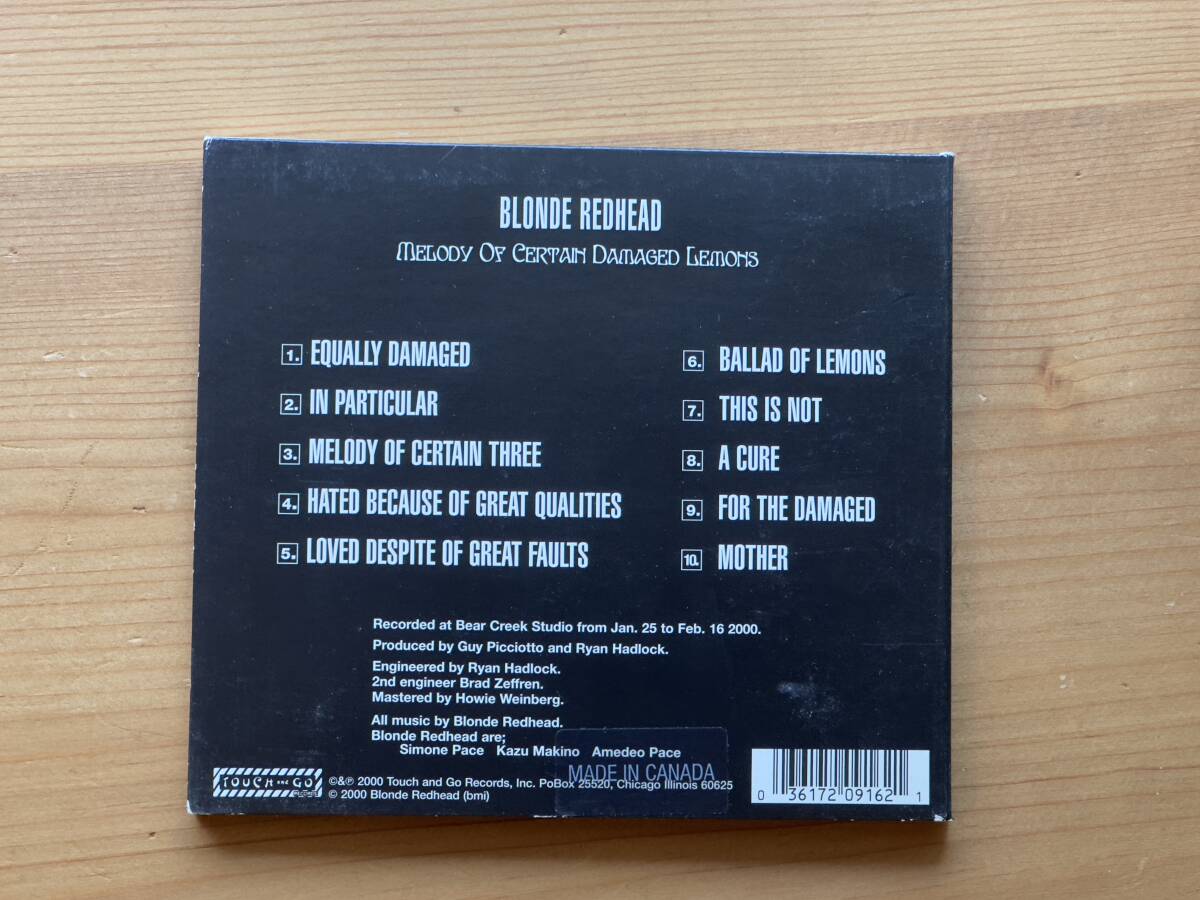 BLONDE REDHEAD
MELODY OF CERTAIN DAMAGED LEMONS
1. EQUALLY DAMAGED
2. IN PARTICULAR
3. MELODY OF CERTAIN THREE
4. HATED BECAUSE OF GREAT QUALITIES
5. LOVED DESPITE OF GREAT FAULTS
6. BALLAD OF LEMONS
7. THIS IS NOT
8. A CURE
9. FOR THE DAMAGED
10. MOTHER
Recorded at Bear Creek Studio from Jan. 25 to Feb. 16 2000.
Produced by Guy Picciotto and Ryan Hadlock.
Engineered by Ryan Hadlock.
2nd engineer Brad Zeffren.
Mastered by Howie Weinberg.
All music by Blonde Redhead.
Blonde Redhead are;
Simone Pace Kazu Makino Amedeo Pace
MADE IN CANADA
TOUCH AND GO
©&℗ 2000 Touch and Go Records, Inc. PoBox 25520, Chicago Illinois 60625
© 2000 Blonde Redhead (bmi)
0 36172 09162 1